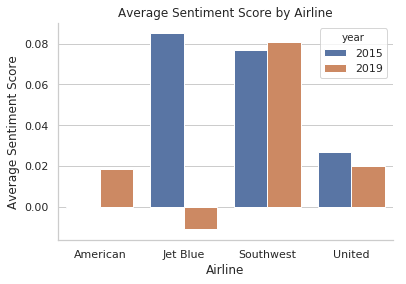 Average Sentiment Score by Airline
year
2015
2019
0.08
0.06
0.04
0.02
0.00
Average Sentiment Score
American
Jet Blue
Southwest
United
Airline